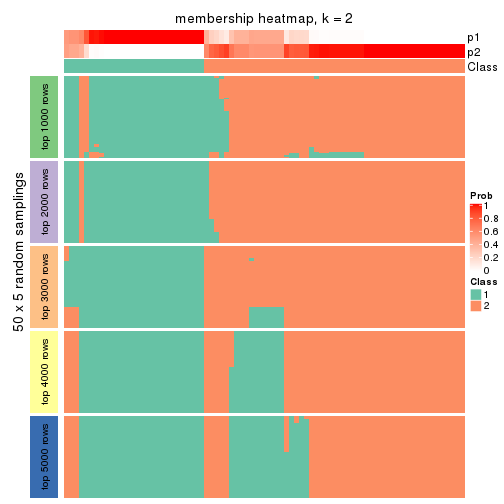 membership heatmap, k = 2
p1
p2
Class
50 x 5 random samplings
top 1000 rows
top 2000 rows
top 3000 rows
top 4000 rows
top 5000 rows
Prob
1
0.8
0.6
0.4
0.2
0
Class
1
2